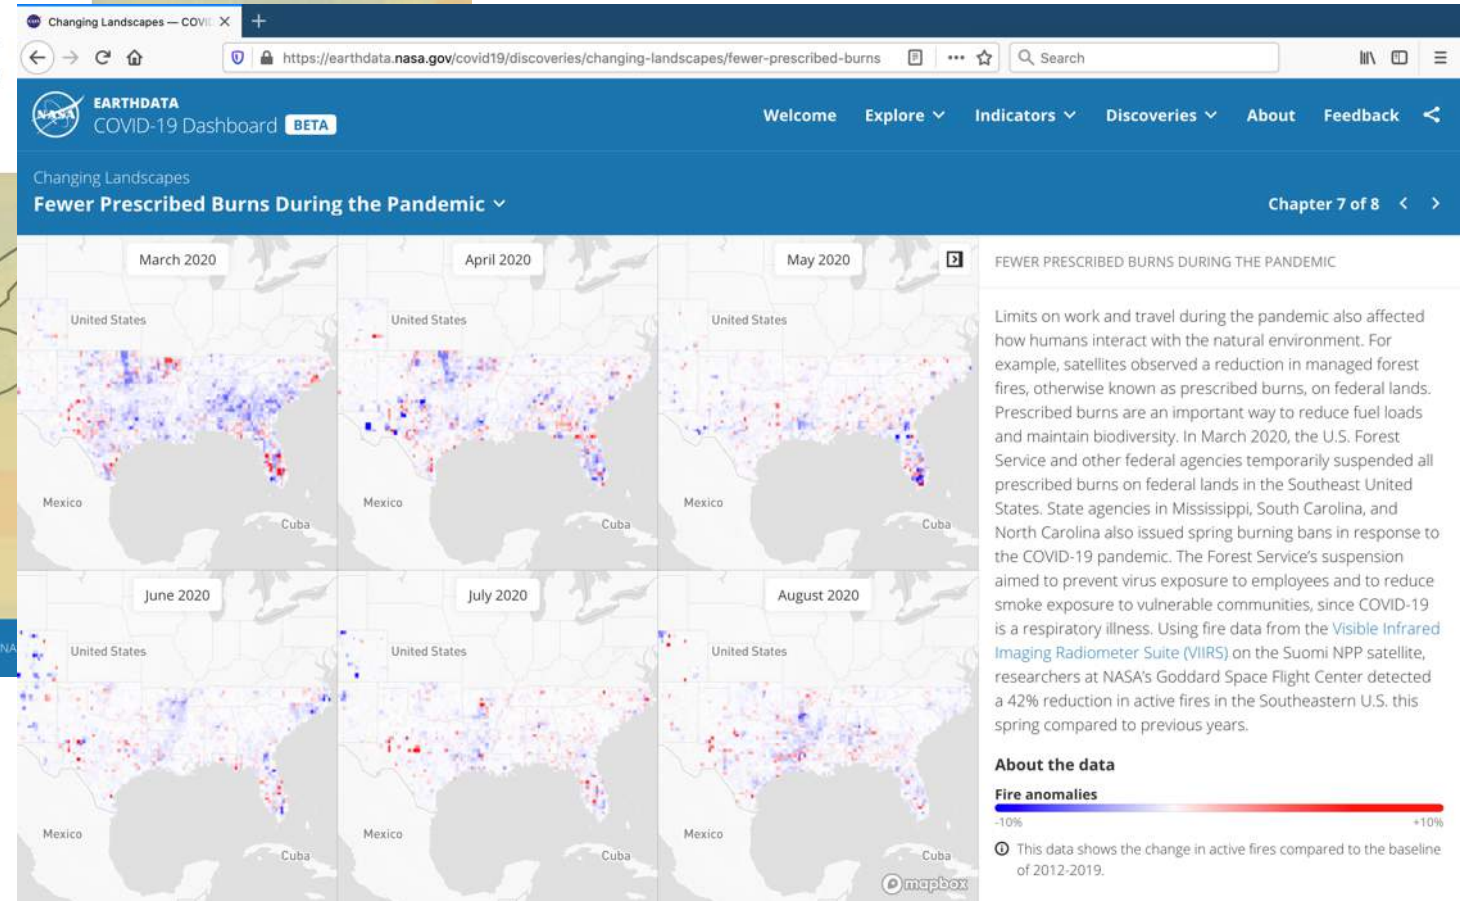 Changing Landscapes — COVI
https://earthdata.nasa.gov/covid19/discoveries/changing-landscapes/fewer-prescribed-burns
Search
NASA
EARTHDATA
COVID-19 Dashboard BETA
Welcome Explore Indicators Discoveries About Feedback
Changing Landscapes
Fewer Prescribed Burns During the Pandemic
Chapter 7 of 8
March 2020
April 2020
May 2020
United States
United States
United States
Mexico
Mexico
Mexico
Cuba
Cuba
Cuba
June 2020
July 2020
August 2020
United States
United States
United States
Mexico
Mexico
Mexico
Cuba
Cuba
Cuba
mapbox
NA
FEWER PRESCRIBED BURNS DURING THE PANDEMIC
Limits on work and travel during the pandemic also affected
how humans interact with the natural environment. For
example, satellites observed a reduction in managed forest
fires, otherwise known as prescribed burns, on federal lands.
Prescribed burns are an important way to reduce fuel loads
and maintain biodiversity. In March 2020, the U.S. Forest
Service and other federal agencies temporarily suspended all
prescribed burns on federal lands in the Southeast United
States. State agencies in Mississippi, South Carolina, and
North Carolina also issued spring burning bans in response to
the COVID-19 pandemic. The Forest Service's suspension
aimed to prevent virus exposure to employees and to reduce
smoke exposure to vulnerable communities, since COVID-19
is a respiratory illness. Using fire data from the Visible Infrared
Imaging Radiometer Suite (VIIRS) on the Suomi NPP satellite,
researchers at NASA's Goddard Space Flight Center detected
a 42% reduction in active fires in the Southeastern U.S. this
spring compared to previous years.
About the data
Fire anomalies
-10% +10%
This data shows the change in active fires compared to the baseline
of 2012-2019.